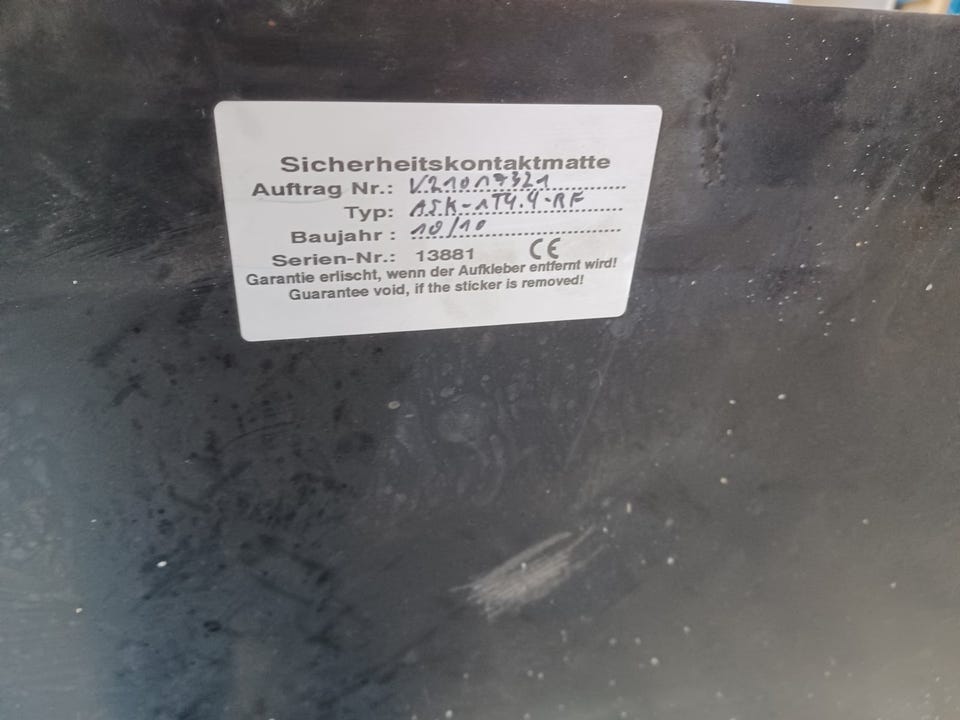 Sicherheitskontaktmatte
Auftrag Nr.: V21017321
Typ: ASK-1T4.4-RF
Baujahr : 10/10
Serien-Nr.: 13881 CE
Garantie erlischt, wenn der Aufkleber entfernt wird!
Guarantee void, if the sticker is removed!